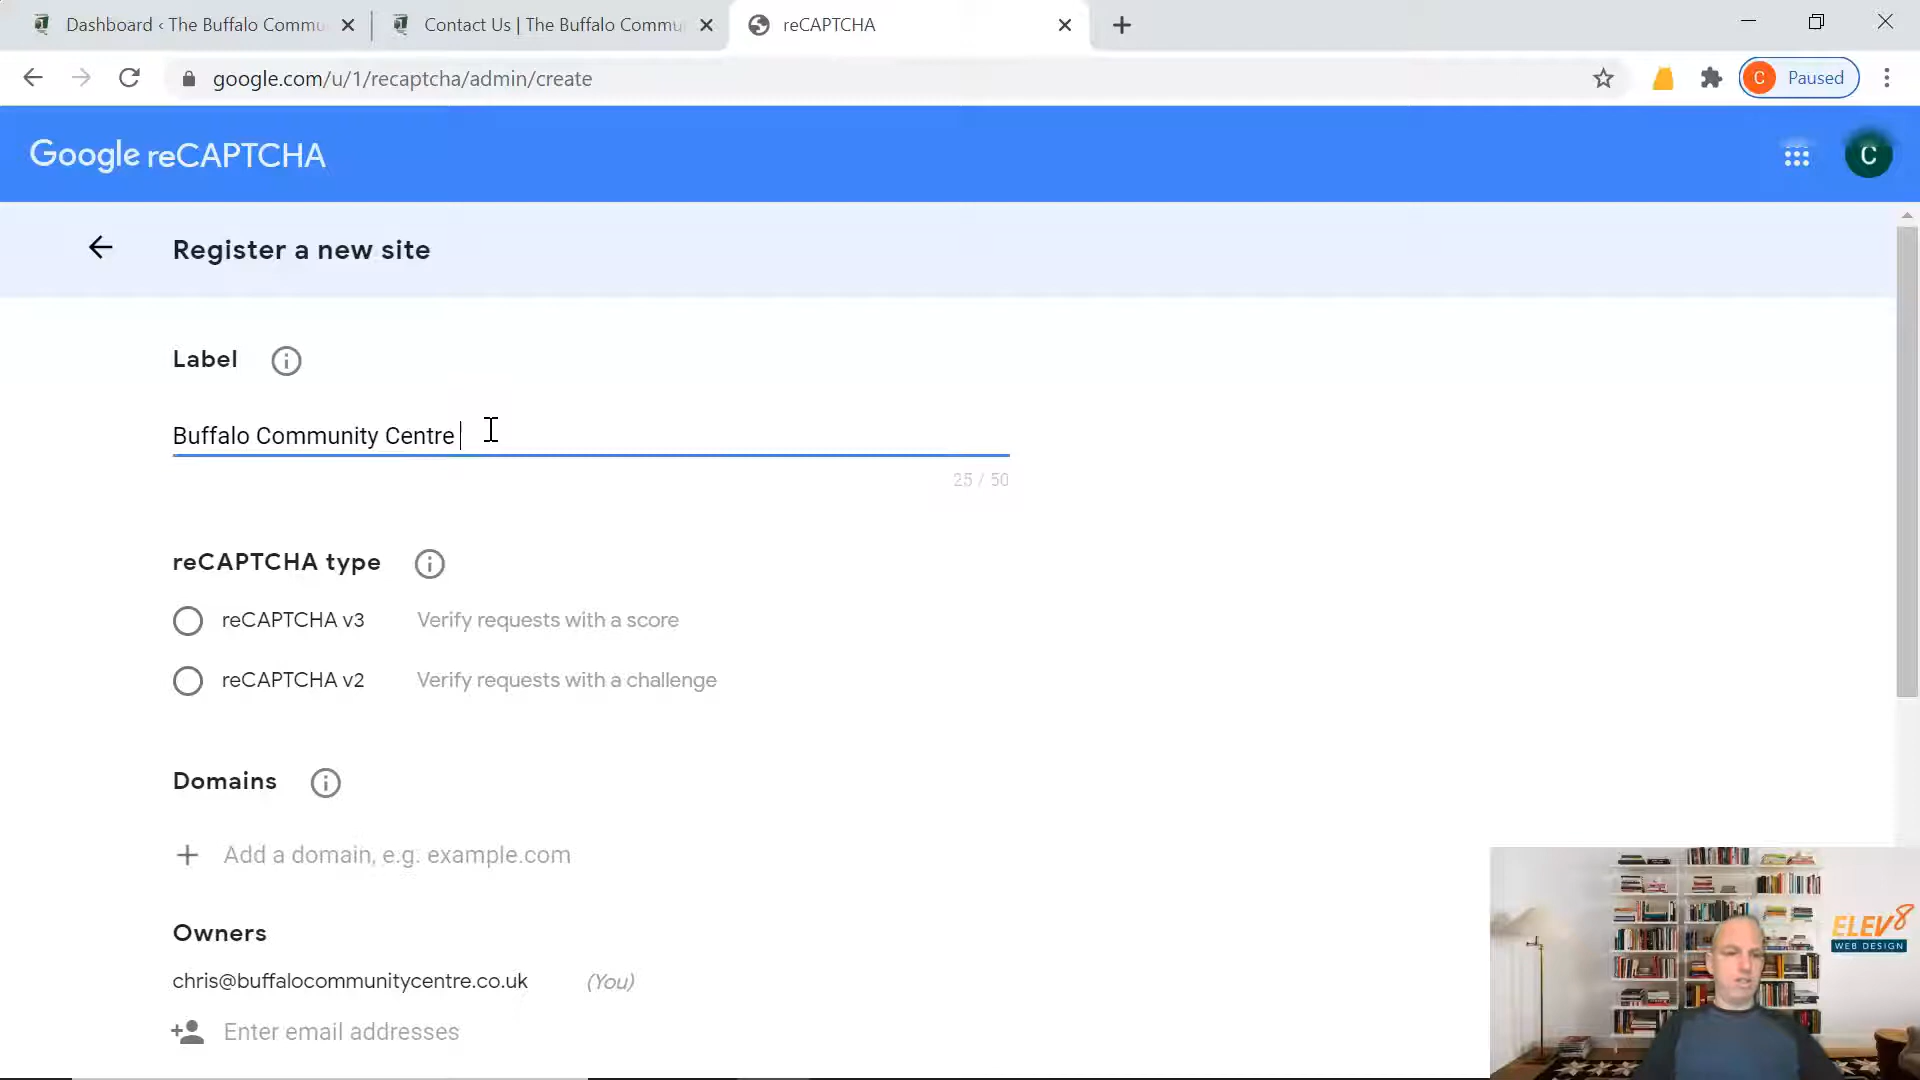 Dashboard ‹ The Buffalo Commu
Contact Us | The Buffalo Commu
reCAPTCHA
google.com/u/1/recaptcha/admin/create
C
Paused
Google reCAPTCHA
C
Register a new site
Label
Buffalo Community Centre
25 / 50
reCAPTCHA type
reCAPTCHA v3
Verify requests with a score
reCAPTCHA v2
Verify requests with a challenge
Domains
Add a domain, e.g. example.com
Owners
chris@buffalocommunitycentre.co.uk
(You)
Enter email addresses
ELEV8
WEB DESIGN